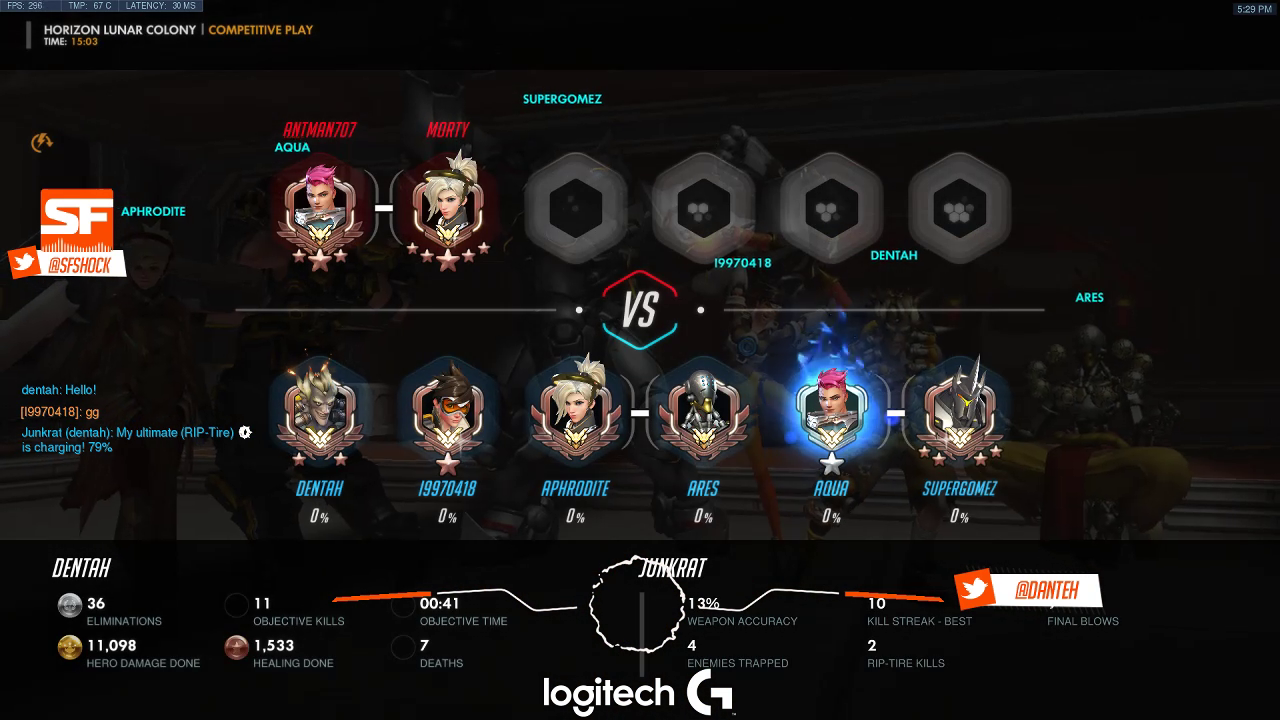 FPS: 296 TMP: 67 C LATENCY: 30 MS
5:29 PM
HORIZON LUNAR COLONY | COMPETITIVE PLAY
TIME: 15:03
SUPERGOMEZ
ANTMAN707 MORTY
AQUA
SF
APHRODITE
@SFSHOCK
19970418
DENTAH
ARES
VS
dentah: Hello!
[19970418]: gg
Junkrat (dentah): My ultimate (RIP-Tire)
is charging! 79%
DENTAH 19970418 APHRODITE ARES AQUA SUPERGOMEZ
0% 0% 0% 0% 0% 0%
DENTAH JUNKRAT
@DANTEH
36 11 00:41 13% 10
ELIMINATIONS OBJECTIVE KILLS OBJECTIVE TIME WEAPON ACCURACY KILL STREAK - BEST FINAL BLOWS
11,098 1,533 7 4 2
HERO DAMAGE DONE HEALING DONE DEATHS ENEMIES TRAPPED RIP-TIRE KILLS
logitech G